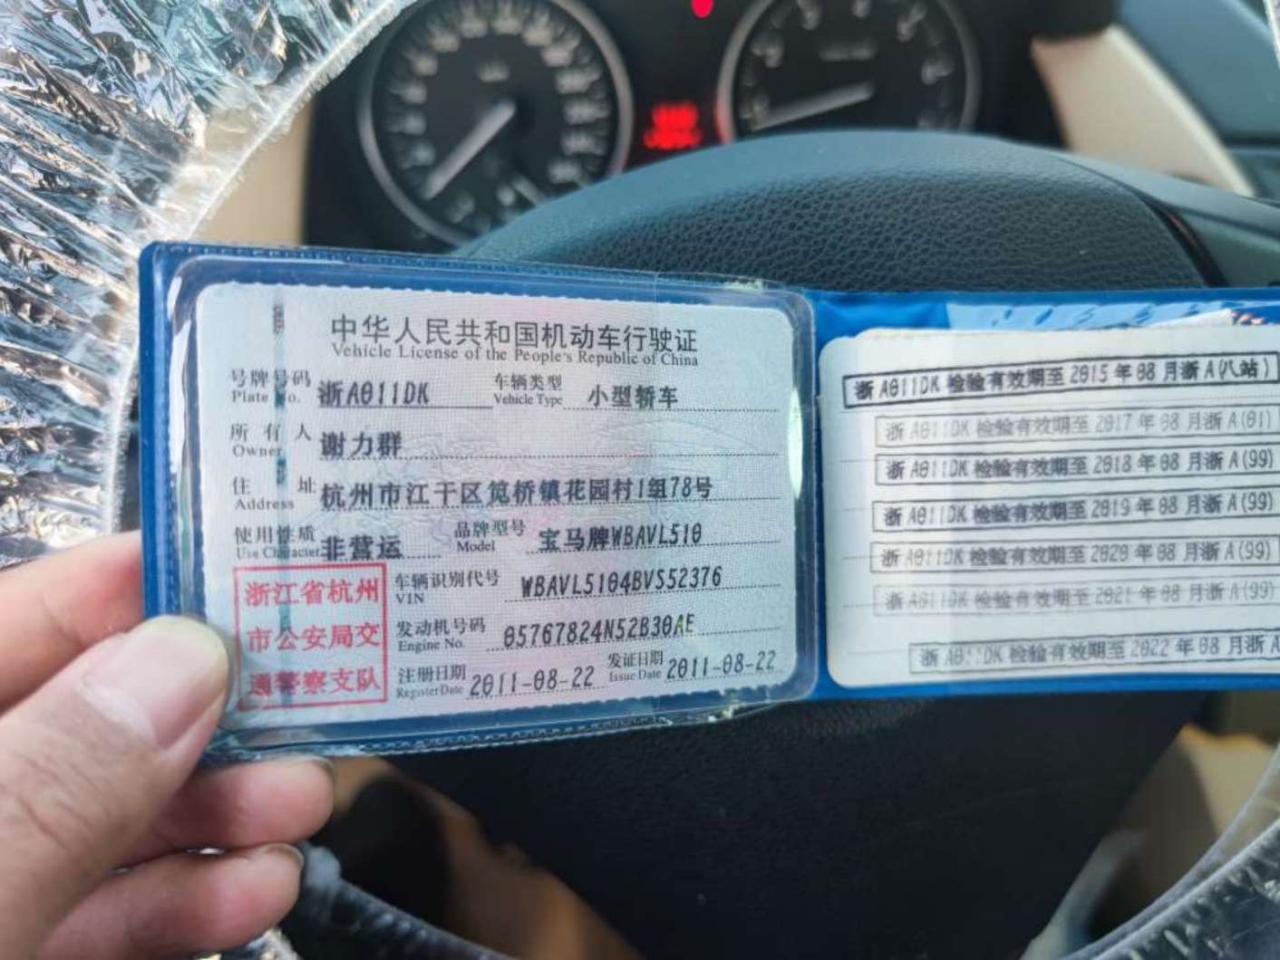 中华人民共和国机动车行驶证
Vehicle License of the People's Republic of China
号牌号码 浙A011DK 车辆类型 小型轿车
Plate No. Vehicle Type
所有人 谢力群
Owner
住址 杭州市江干区笕桥镇花园村1组78号
Address
使用性质 非营运 品牌型号 宝马牌WBAVL510
Use Character Model
浙江省杭州市公安局交通警察支队
车辆识别代号 WBAVL5104BVS52376
VIN
发动机号码 05767824N52B30AE
Engine No.
注册日期 2011-08-22 发证日期 2011-08-22
Register Date Issue Date
浙A011DK 检验有效期至2015年08月浙A(八站)
浙A011DK 检验有效期至2017年08月浙A(01)
浙A011DK 检验有效期至2018年08月浙A(99)
浙A011DK 检验有效期至2019年08月浙A(99)
浙A011DK 检验有效期至2020年08月浙A(99)
浙A011DK 检验有效期至2021年08月浙A(99)
浙A011DK 检验有效期至2022年08月浙A